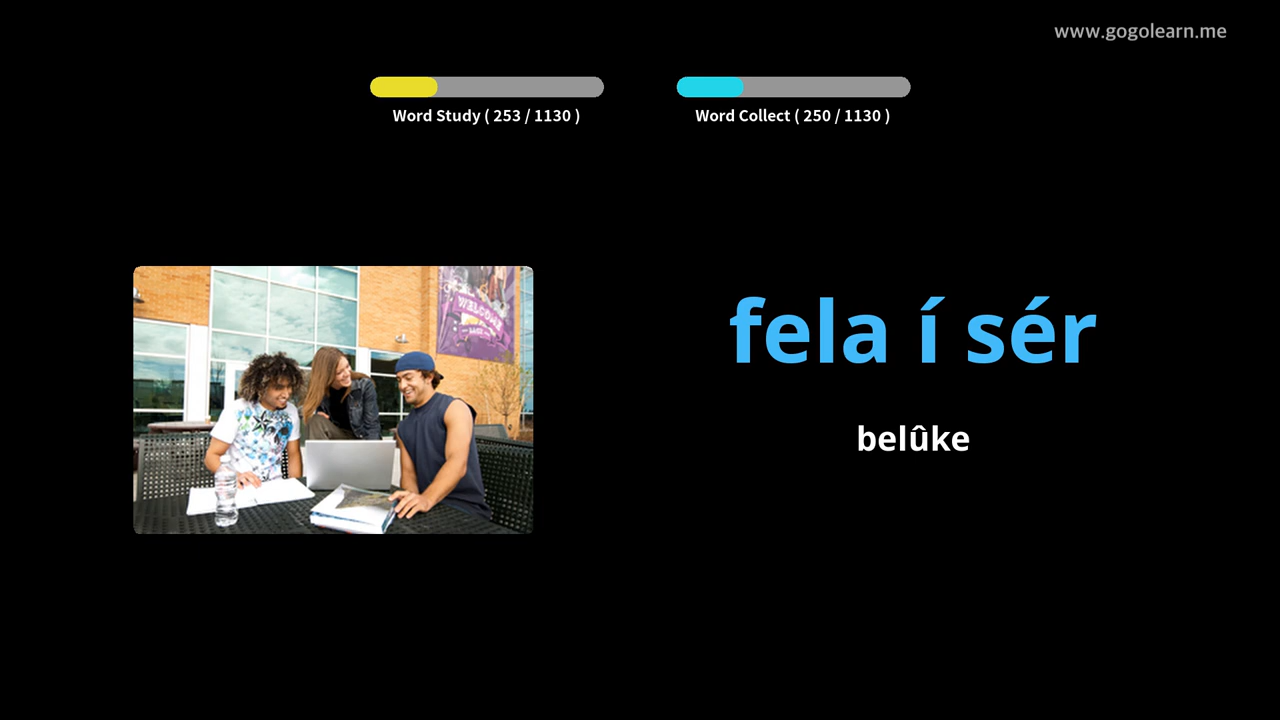 www.gogolearn.me
Word Study ( 253 / 1130 )
Word Collect ( 250 / 1130 )
WELCOME
fela í sér
belûke